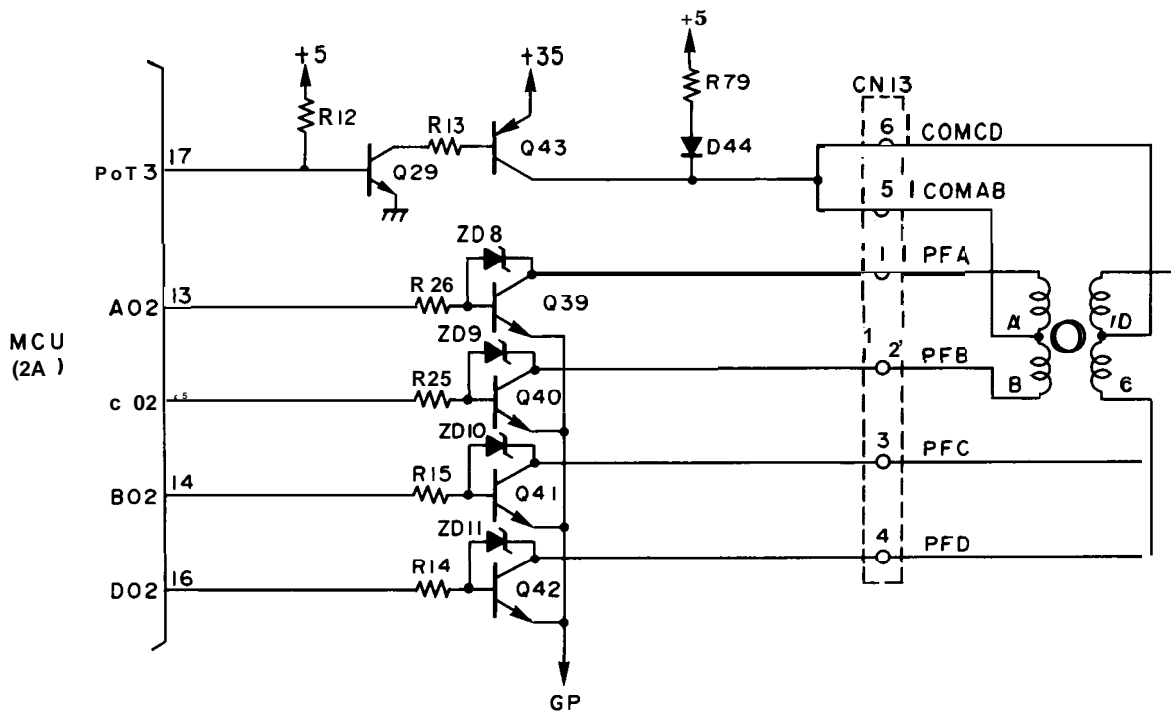 +5
+5
+35
R79
CN13
R12
R13
6 COMCD
Q43
D44
17
PoT3
Q29
5 COMAB
ZD8
1 PFA
R26
13
Q39
A02
ZD9
A 1D
MCU
(2A )
1 2' PFB
R25
B C
Q40
c 02
ZD10
3 PFC
R15
14
Q41
B02
ZD11
4 PFD
R14
16
Q42
D02
GP